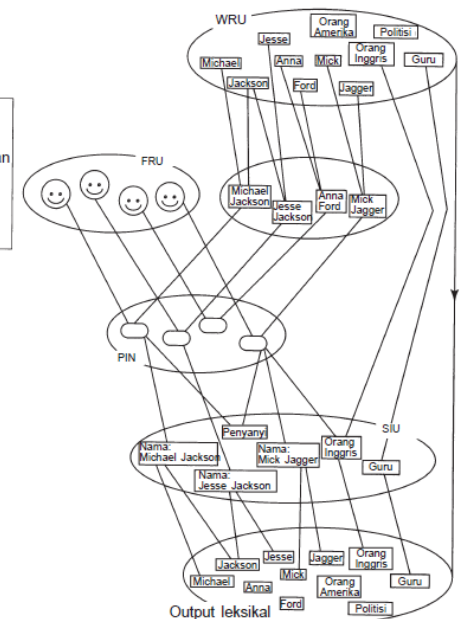 WRU
Orang
Amerika
Politisi
Jesse
Orang
Inggris
Michael
Anna
Mick
Guru
Jackson
Ford
Jagger
an
FRU
Michael
Jackson
Jesse
Jackson
Anna
Ford
Mick
Jagger
PIN
SIU
Penyanyi
Nama:
Michael Jackson
Nama:
Mick Jagger
Orang
Inggris
Nama:
Jesse Jackson
Guru
Jackson
Jesse
Jagger
Orang
Inggris
Michael
Anna
Mick
Orang
Amerika
Guru
Ford
Politisi
Output leksikal